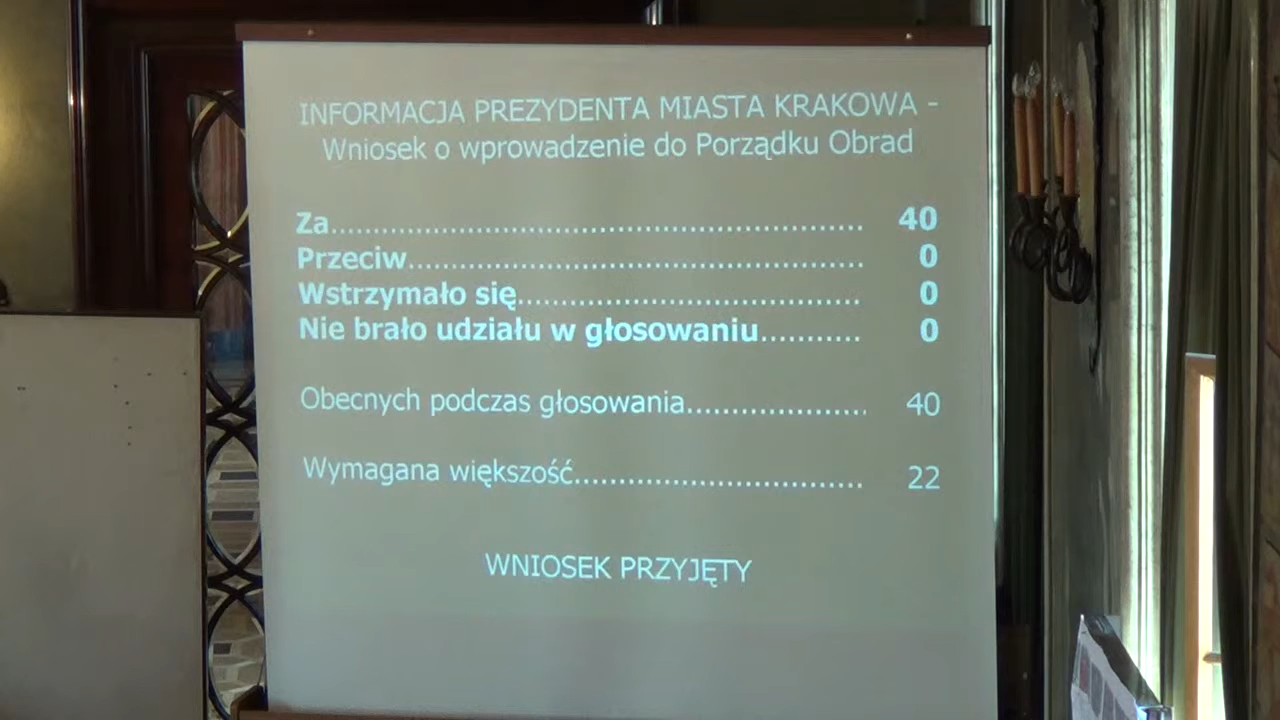 INFORMACJA PREZYDENTA MIASTA KRAKOWA -
Wniosek o wprowadzenie do Porządku Obrad
Za............................................................... 40
Przeciw...................................................... 0
Wstrzymało się......................................... 0
Nie brało udziału w głosowaniu............ 0
Obecnych podczas głosowania..................... 40
Wymagana większość................................... 22
WNIOSEK PRZYJĘTY